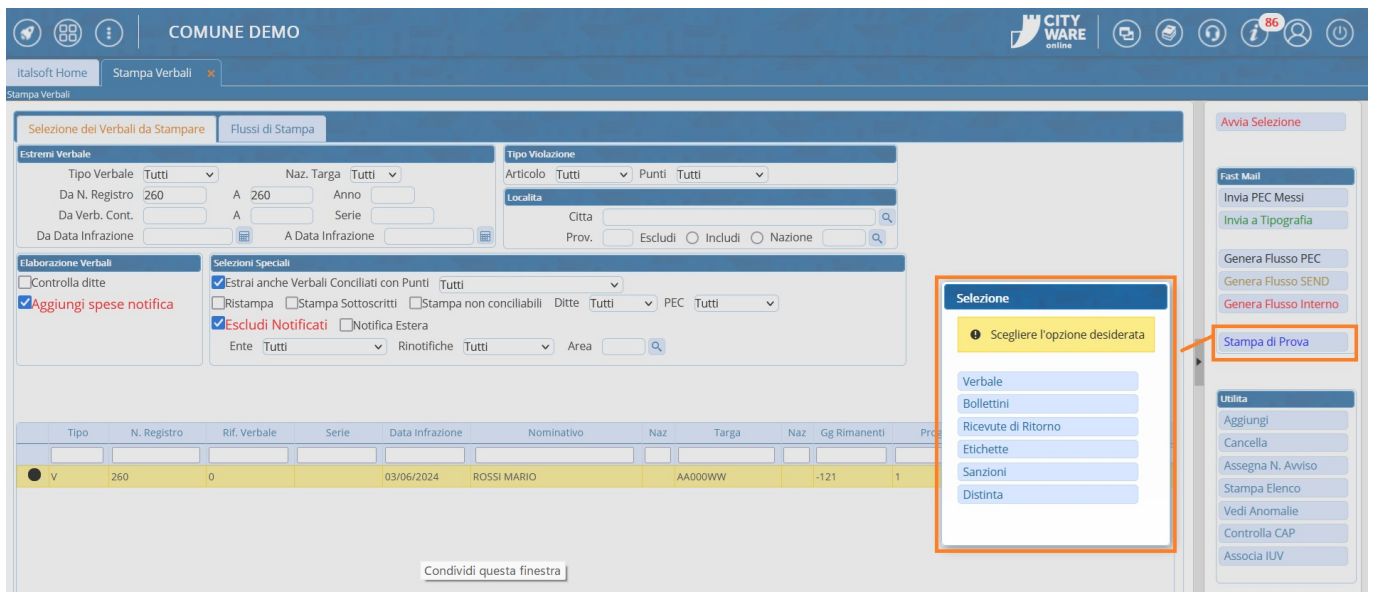 COMUNE DEMO
CITY
WARE
online
86
italsoft Home
Stampa Verbali ×
Stampa Verbali
Selezione dei Verbali da Stampare
Flussi di Stampa
Estremi Verbale
Tipo Verbale Tutti Naz. Targa Tutti
Da N. Registro 260 A 260 Anno
Da Verb. Cont. A Serie
Da Data Infrazione A Data Infrazione
Tipo Violazione
Articolo Tutti Punti Tutti
Localita
Citta
Prov. Escludi Includi Nazione
Elaborazione Verbali
Controlla ditte
Aggiungi spese notifica
Selezioni Speciali
Estrai anche Verbali Conciliati con Punti Tutti
Ristampa Stampa Sottoscritti Stampa non conciliabili Ditte Tutti PEC Tutti
Escludi Notificati Notifica Estera
Ente Tutti Rinotifiche Tutti Area
Tipo N. Registro Rif. Verbale Serie Data Infrazione Nominativo Naz Targa Naz Gg Rimanenti
V 260 0 03/06/2024 ROSSI MARIO AA000WW -121 1
Condividi questa finestra
Selezione
Scegliere l'opzione desiderata
Verbale
Bollettini
Ricevute di Ritorno
Etichette
Sanzioni
Distinta
Avvia Selezione
Fast Mail
Invia PEC Messi
Invia a Tipografia
Genera Flusso PEC
Genera Flusso SEND
Genera Flusso Interno
Stampa di Prova
Utilita
Aggiungi
Cancella
Assegna N. Avviso
Stampa Elenco
Vedi Anomalie
Controlla CAP
Associa IUV